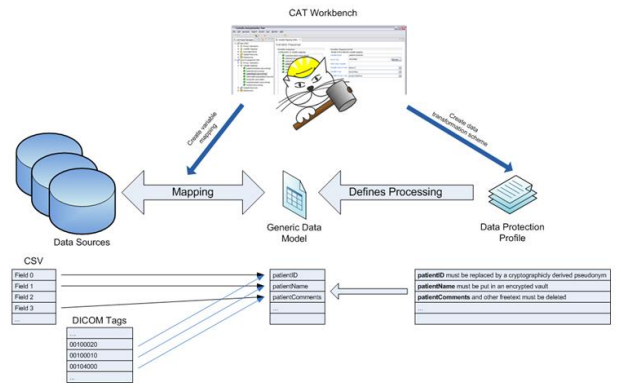 CAT Workbench
Create variable
mapping
Create data
transformation scheme
Mapping
Defines Processing
Data Sources
Generic Data
Model
Data Protection
Profile
CSV
Field 0
Field 1
Field 2
Field 3
...
DICOM Tags
...
00100020
00100010
00104000
...
patientID
patientName
patientComments
...
patientID must be replaced by a cryptographicly derived pseudonym
patientName must be put in an encrypted vault
patientComments and other freetext must be deleted
...